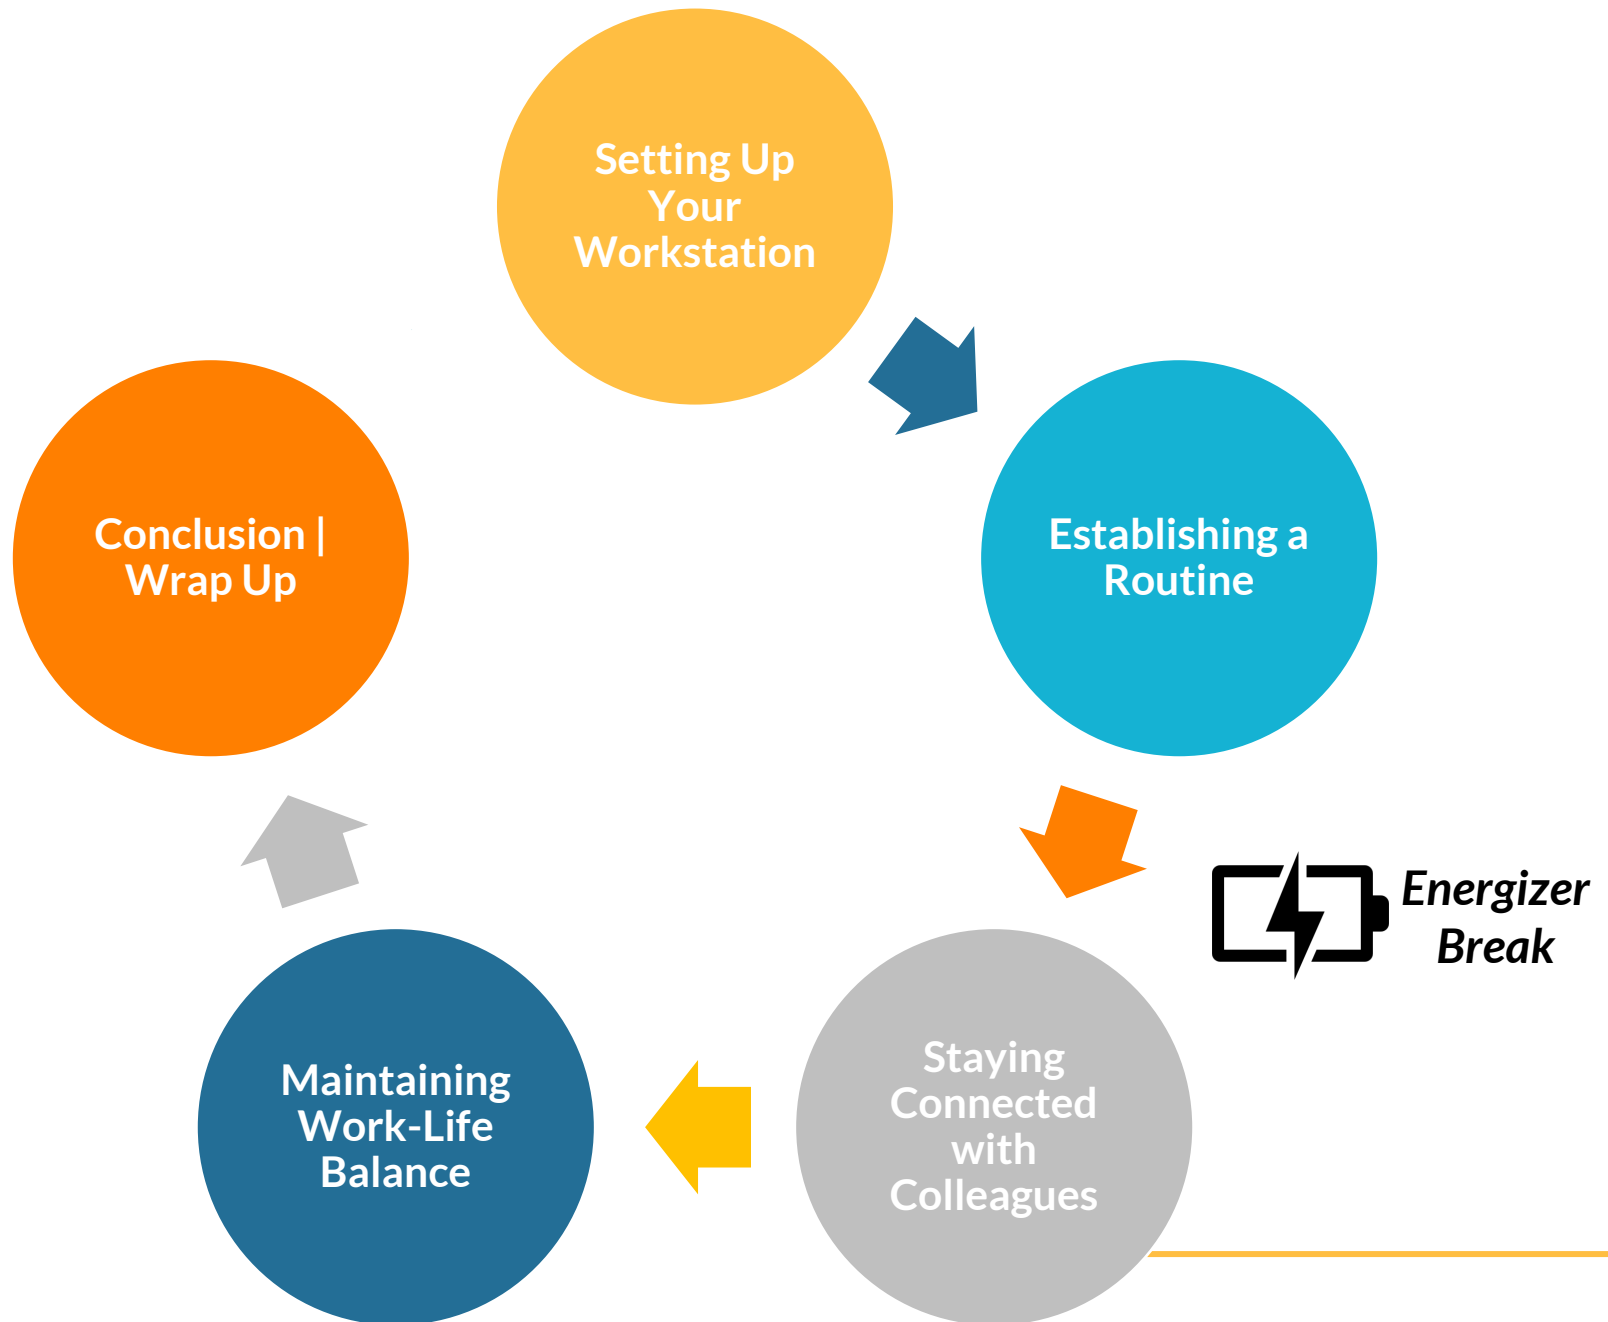 Setting Up
Your
Workstation
Establishing a
Routine
Energizer
Break
Staying
Connected
with
Colleagues
Maintaining
Work-Life
Balance
Conclusion |
Wrap Up